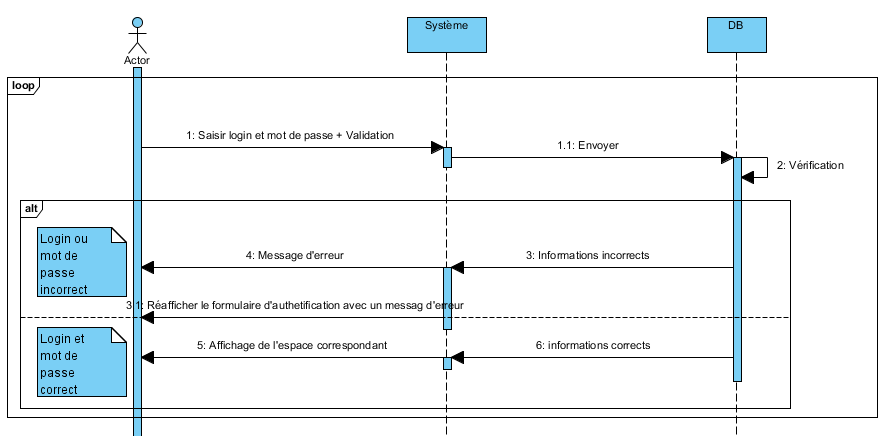 Système
DB
Actor
loop
1: Saisir login et mot de passe + Validation
1.1: Envoyer
2: Vérification
alt
Login ou
mot de
passe
incorrect
4: Message d'erreur
3: Informations incorrects
3.1: Réafficher le formulaire d'authetification avec un messag d'erreur
Login et
mot de
passe
correct
5: Affichage de l'espace correspondant
6: informations corrects